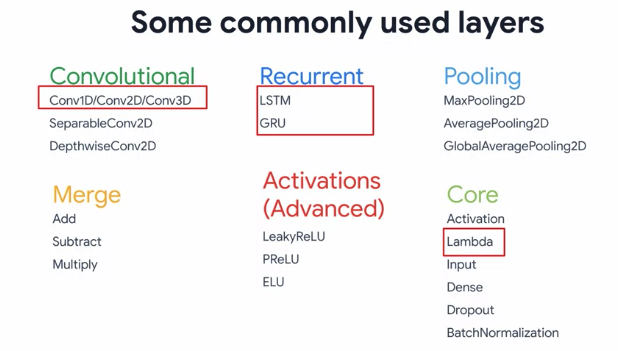 Some commonly used layers
Convolutional
Conv1D/Conv2D/Conv3D
SeparableConv2D
DepthwiseConv2D
Recurrent
LSTM
GRU
Pooling
MaxPooling2D
AveragePooling2D
GlobalAveragePooling2D
Merge
Add
Subtract
Multiply
Activations
(Advanced)
LeakyReLU
PReLU
ELU
Core
Activation
Lambda
Input
Dense
Dropout
BatchNormalization